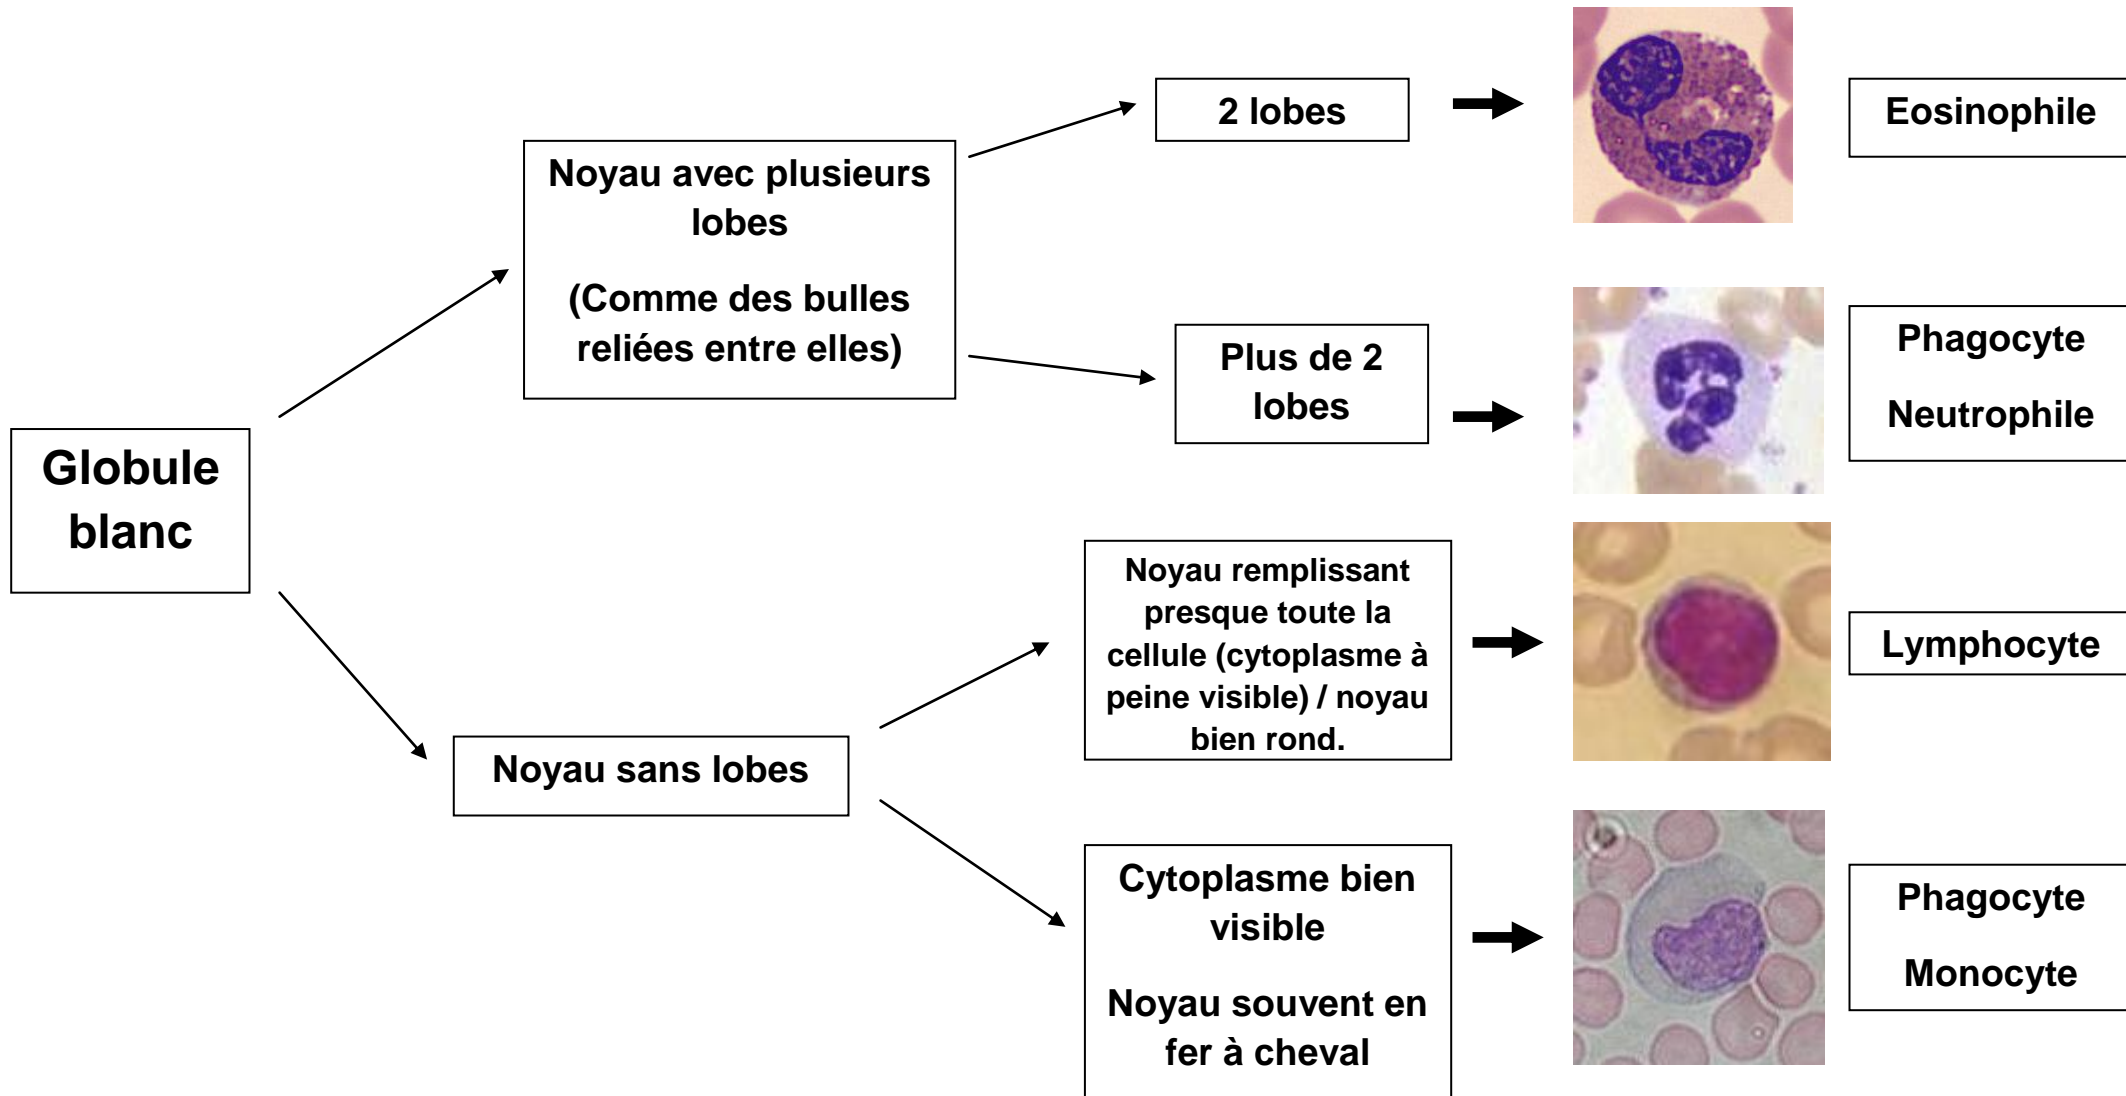 Globule
blanc
Noyau avec plusieurs
lobes
(Comme des bulles
reliées entre elles)
2 lobes
Eosinophile
Plus de 2
lobes
Phagocyte
Neutrophile
Noyau sans lobes
Noyau remplissant
presque toute la
cellule (cytoplasme à
peine visible) / noyau
bien rond.
Lymphocyte
Cytoplasme bien
visible
Noyau souvent en
fer à cheval
Phagocyte
Monocyte